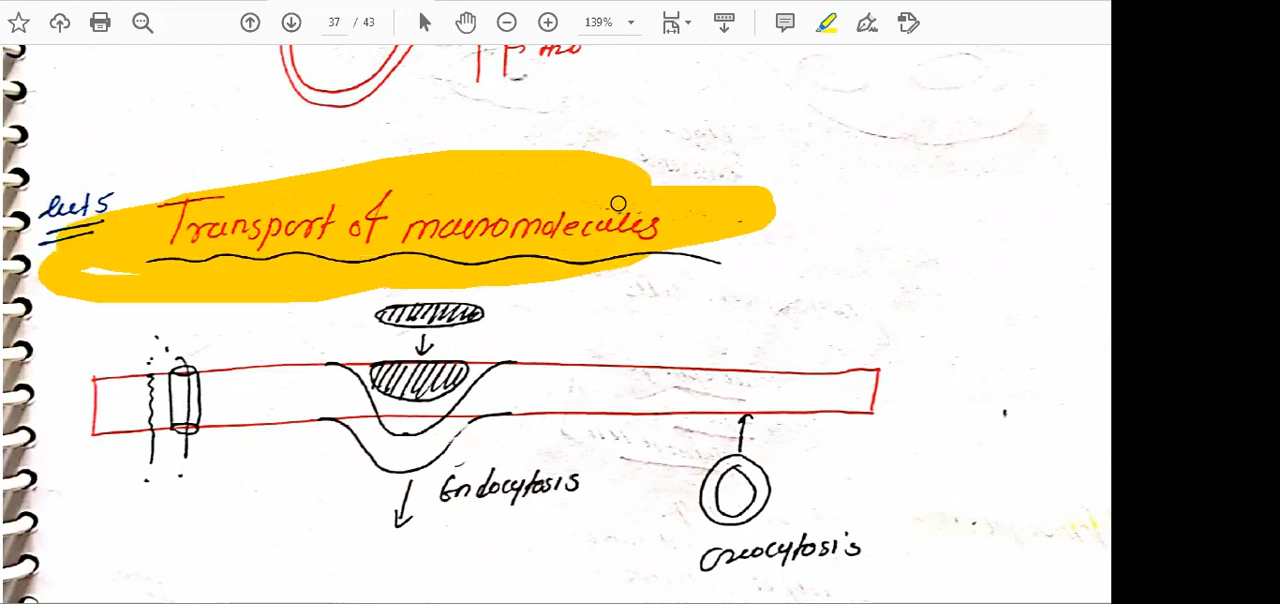 37 / 43
139%
Lect 5
Transport of macromolecules
Endocytosis
Exocytosis